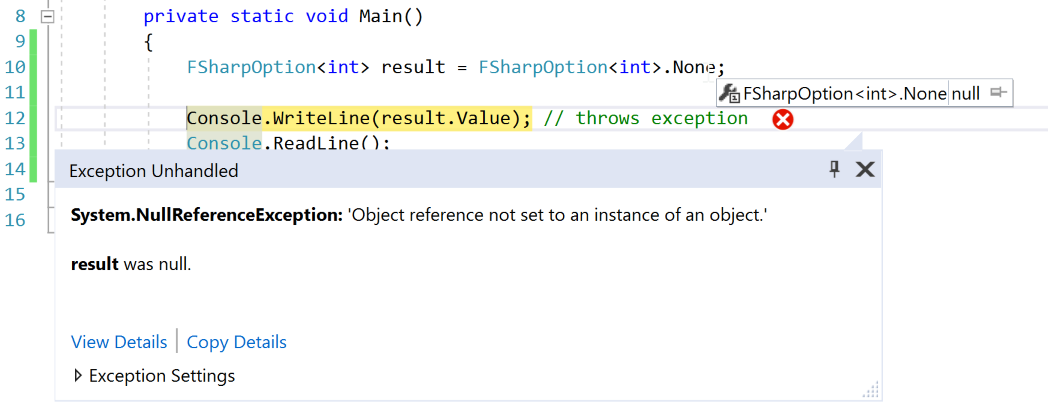 8 private static void Main()
9 {
10 FSharpOption<int> result = FSharpOption<int>.None;
11 FSharpOption<int>.None null
12 Console.WriteLine(result.Value); // throws exception
13 Console.ReadLine();
14 Exception Unhandled
15
System.NullReferenceException: 'Object reference not set to an instance of an object.'
16
result was null.
View Details Copy Details
Exception Settings